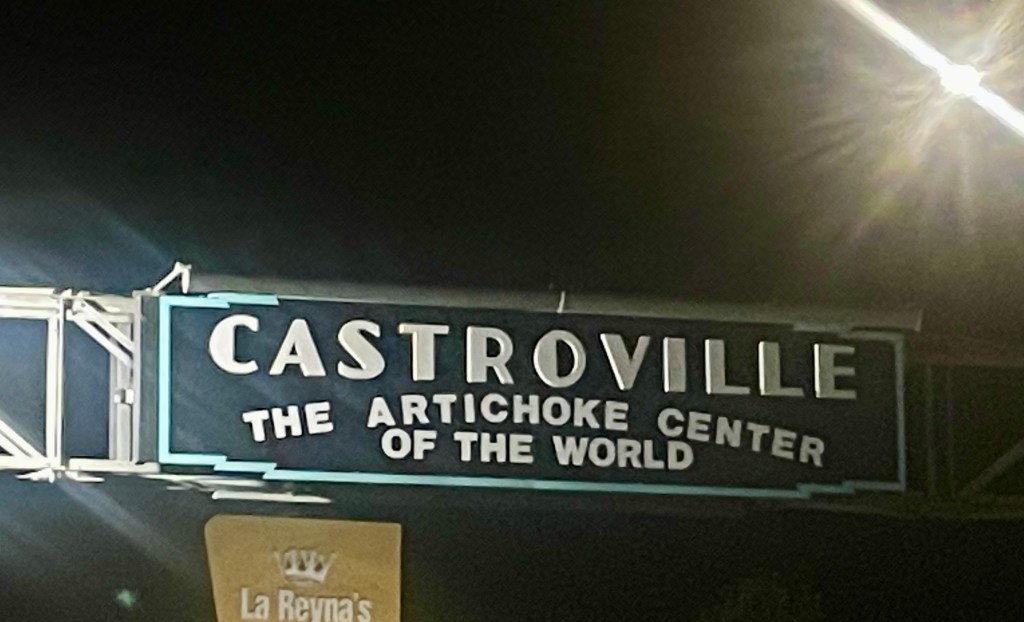 CASTROVILLE
THE ARTICHOKE CENTER
OF THE WORLD
La Reyna's